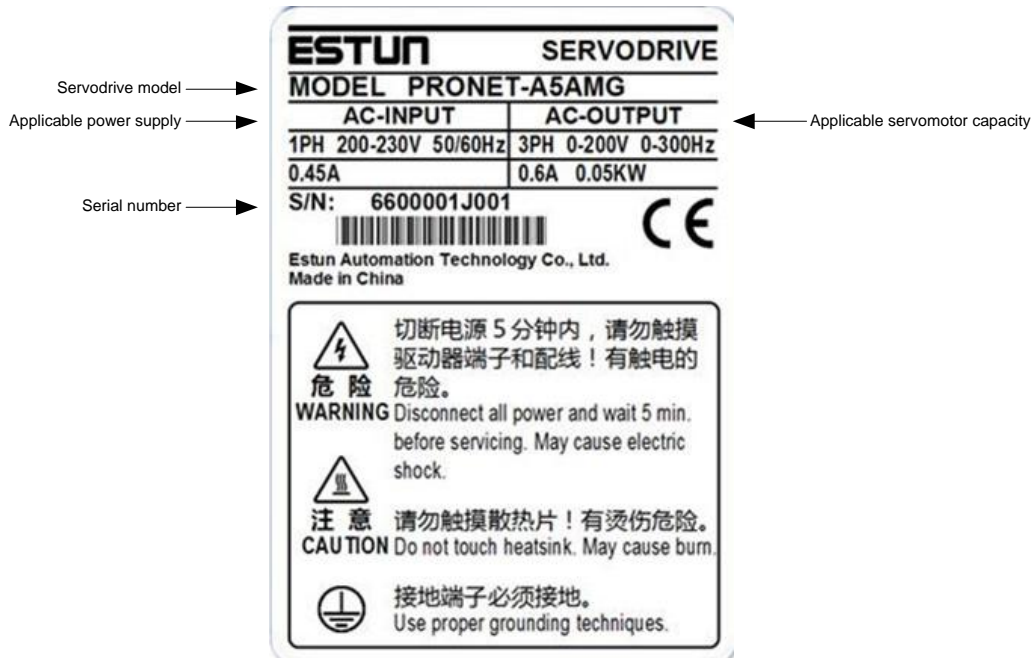 ESTUN SERVODRIVE
Servodrive model
MODEL PRONET-A5AMG
Applicable power supply
AC-INPUT AC-OUTPUT
Applicable servomotor capacity
1PH 200-230V 50/60Hz 3PH 0-200V 0-300Hz
0.45A 0.6A 0.05KW
Serial number
S/N: 6600001J001
CE
Estun Automation Technology Co., Ltd.
Made in China
切断电源5分钟内，请勿触摸
驱动器端子和配线！有触电的
危险 危险。
WARNING Disconnect all power and wait 5 min.
before servicing. May cause electric
shock.
注意 请勿触摸散热片！有烫伤危险。
CAUTION Do not touch heatsink. May cause burn.
接地端子必须接地。
Use proper grounding techniques.